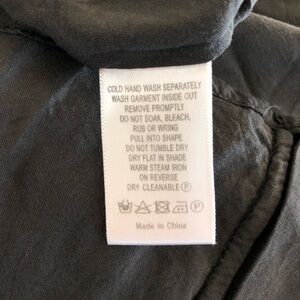 COLD HAND WASH SEPARATELY
WASH GARMENT INSIDE OUT
REMOVE PROMPTLY
DO NOT SOAK, BLEACH,
RUB OR WRING
PULL INTO SHAPE
DO NOT TUMBLE DRY
DRY FLAT IN SHADE
WARM STEAM IRON
ON REVERSE
DRY CLEANABLE Ⓟ
Ⓟ
Made in China